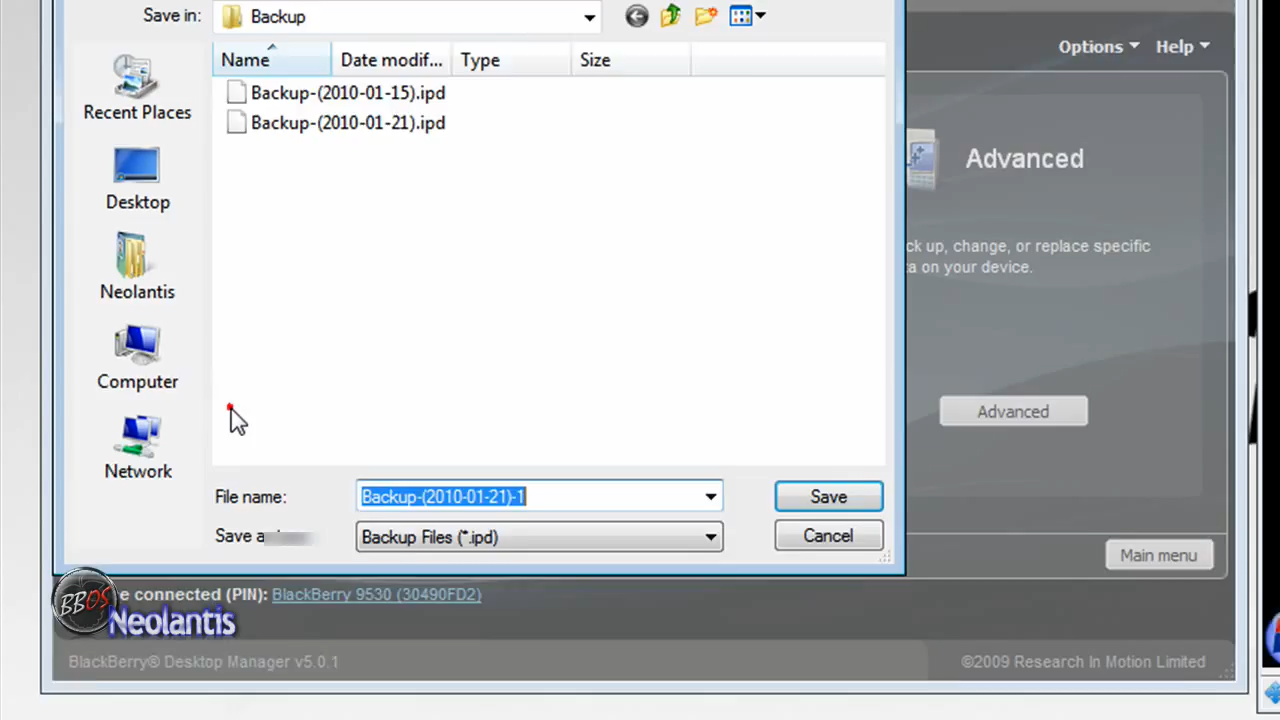 Save in: Backup
Options Help
Name Date modif... Type Size
Backup-(2010-01-15).ipd
Backup-(2010-01-21).ipd
Recent Places
Desktop
Neolantis
Computer
Network
Advanced
ck up, change, or replace specific
a on your device.
Advanced
File name: Backup-(2010-01-21)-1 Save
Save a Backup Files (*.ipd) Cancel
Main menu
e connected (PIN): BlackBerry 9530 (30490FD2)
BBOS
Neolantis
BlackBerry® Desktop Manager v5.0.1 ©2009 Research In Motion Limited